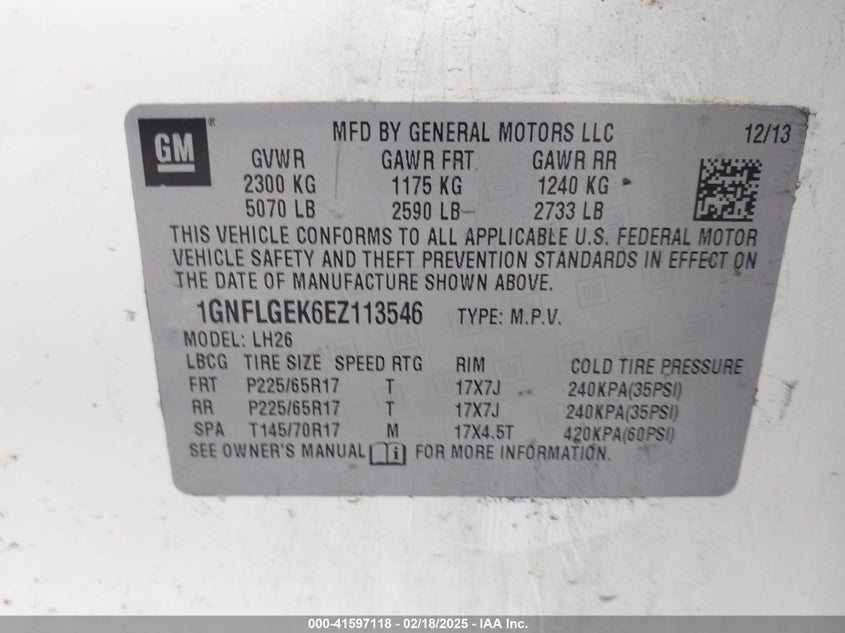 GM ®
MFD BY GENERAL MOTORS LLC 12/13
GVWR GAWR FRT. GAWR RR
2300 KG 1175 KG 1240 KG
5070 LB 2590 LB 2733 LB
THIS VEHICLE CONFORMS TO ALL APPLICABLE U.S. FEDERAL MOTOR
VEHICLE SAFETY AND THEFT PREVENTION STANDARDS IN EFFECT ON
THE DATE OF MANUFACTURE SHOWN ABOVE.
1GNFLGEK6EZ113546 TYPE: M.P.V.
MODEL: LH26
LBCG TIRE SIZE SPEED RTG RIM COLD TIRE PRESSURE
FRT P225/65R17 T 17X7J 240KPA(35PSI)
RR P225/65R17 T 17X7J 240KPA(35PSI)
SPA T145/70R17 M 17X4.5T 420KPA(60PSI)
SEE OWNER'S MANUAL FOR MORE INFORMATION.
000-41597118 - 02/18/2025 - IAA Inc.